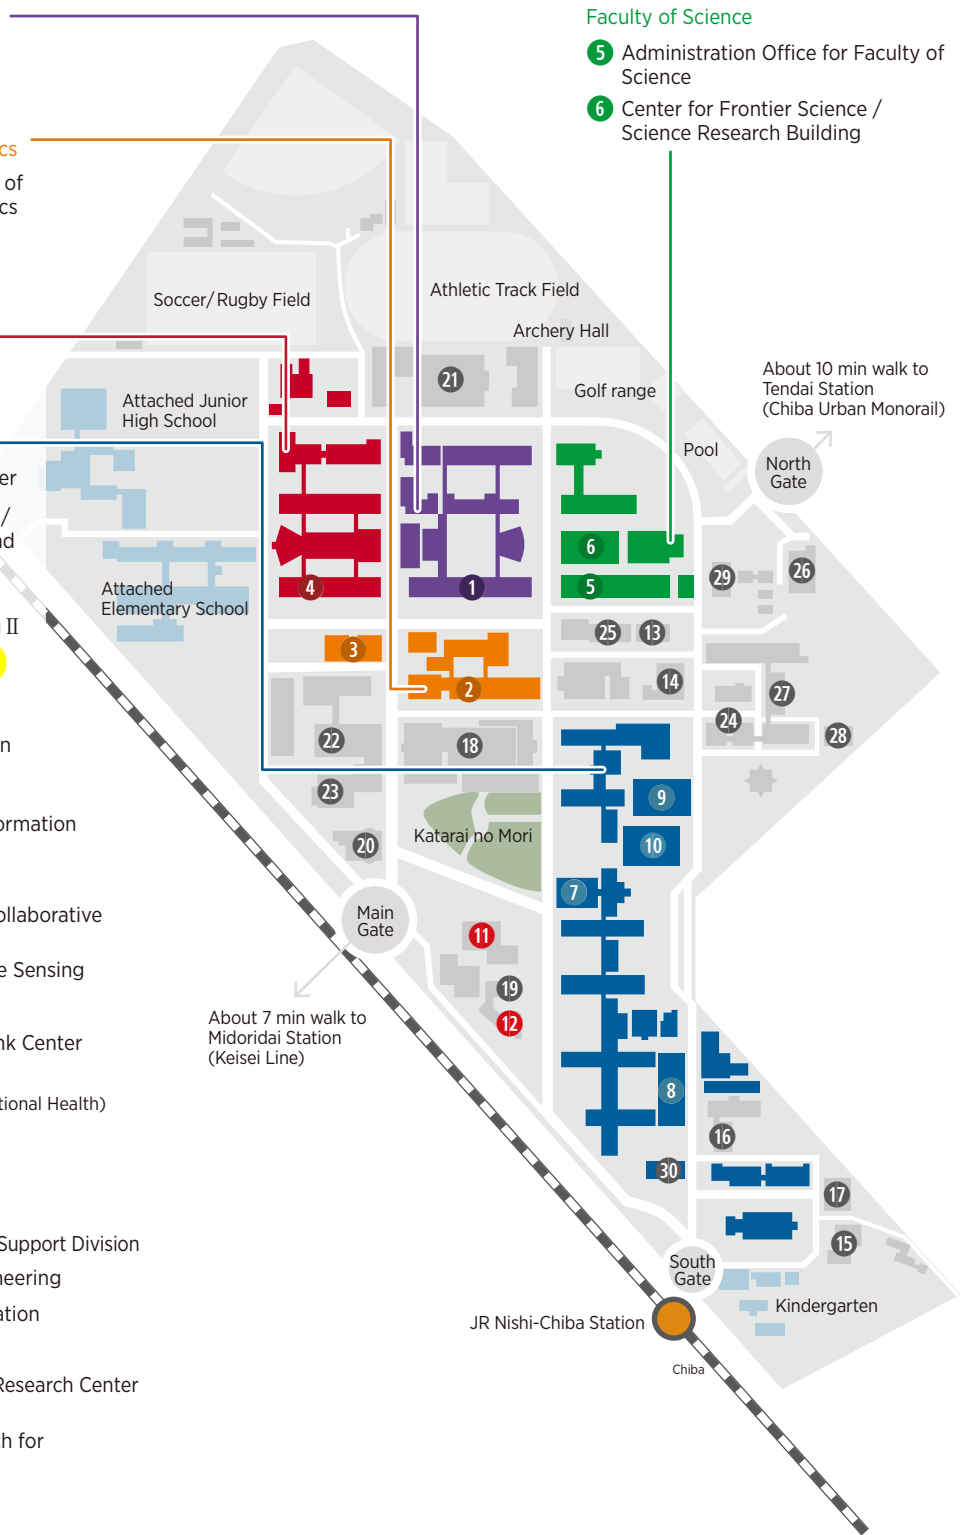 Faculty of Science
5 Administration Office for Faculty of
Science
6 Center for Frontier Science /
Science Research Building
cs
of
cs
Soccer/Rugby Field
Athletic Track Field
Archery Hall
21
Golf range
About 10 min walk to
Tendai Station
(Chiba Urban Monorail)
Attached Junior
High School
Pool
North
Gate
er
/
nd
6
29
26
Attached
Elementary School
4
1
5
II
25
13
3
2
14
27
24
28
22
18
n
23
9
ormation
Katarai no Mori
20
10
7
ollaborative
Main
Gate
11
e Sensing
19
12
About 7 min walk to
Midoridai Station
(Keisei Line)
nk Center
8
tional Health)
16
30
17
Support Division
15
neering
South
Gate
ation
Kindergarten
JR Nishi-Chiba Station
Chiba
Research Center
ch for